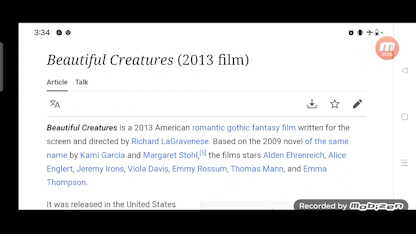 3:34
Beautiful Creatures (2013 film)
Article Talk
Beautiful Creatures is a 2013 American romantic gothic fantasy film written for the
screen and directed by Richard LaGravenese. Based on the 2009 novel of the same
name by Kami Garcia and Margaret Stohl,[5] the films stars Alden Ehrenreich, Alice
Englert, Jeremy Irons, Viola Davis, Emmy Rossum, Thomas Mann, and Emma
Thompson.
It was released in the United States
Recorded by Mobizen